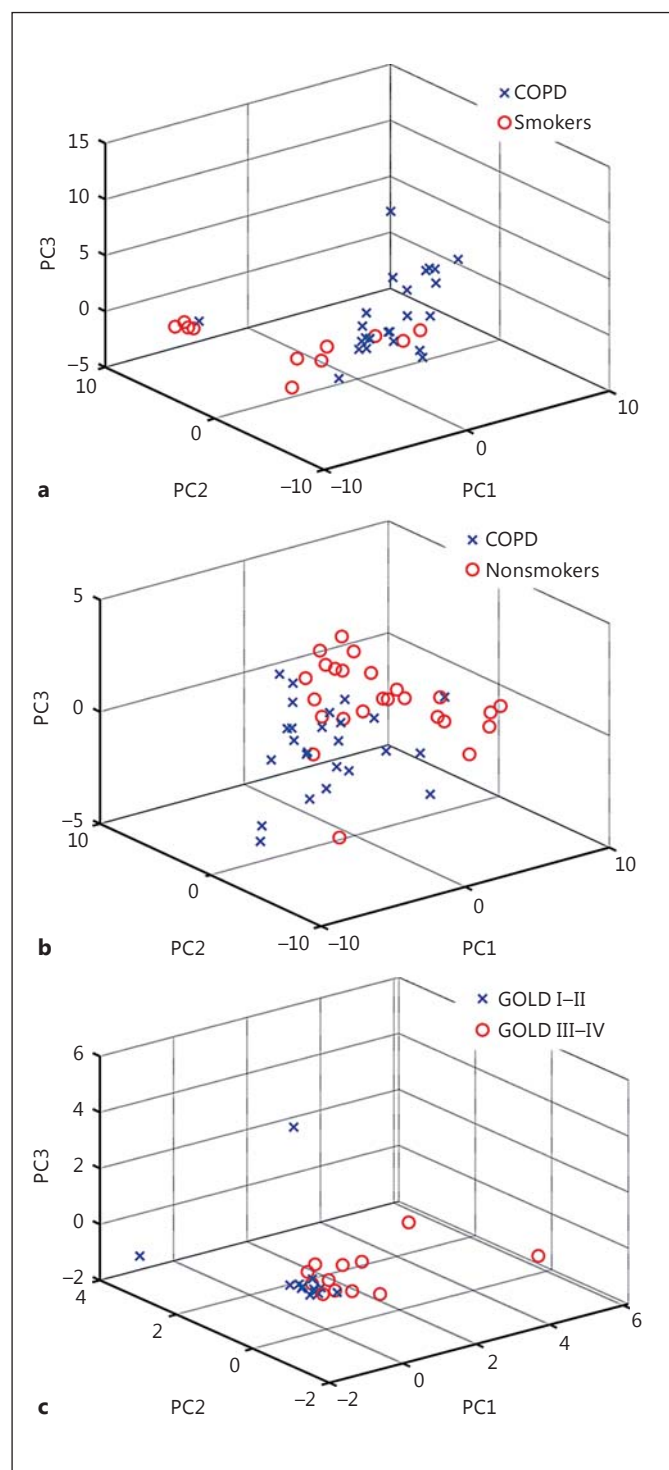 × COPD
○ Smokers
15
10
5
0
–5
PC3
10
0
–10
PC2
–10
0
10
PC1
a
× COPD
○ Nonsmokers
5
0
–5
PC3
10
0
–10
PC2
–10
0
10
PC1
b
× GOLD I–II
○ GOLD III–IV
6
4
2
0
–2
PC3
4
2
0
–2
PC2
–2
0
2
4
6
PC1
c